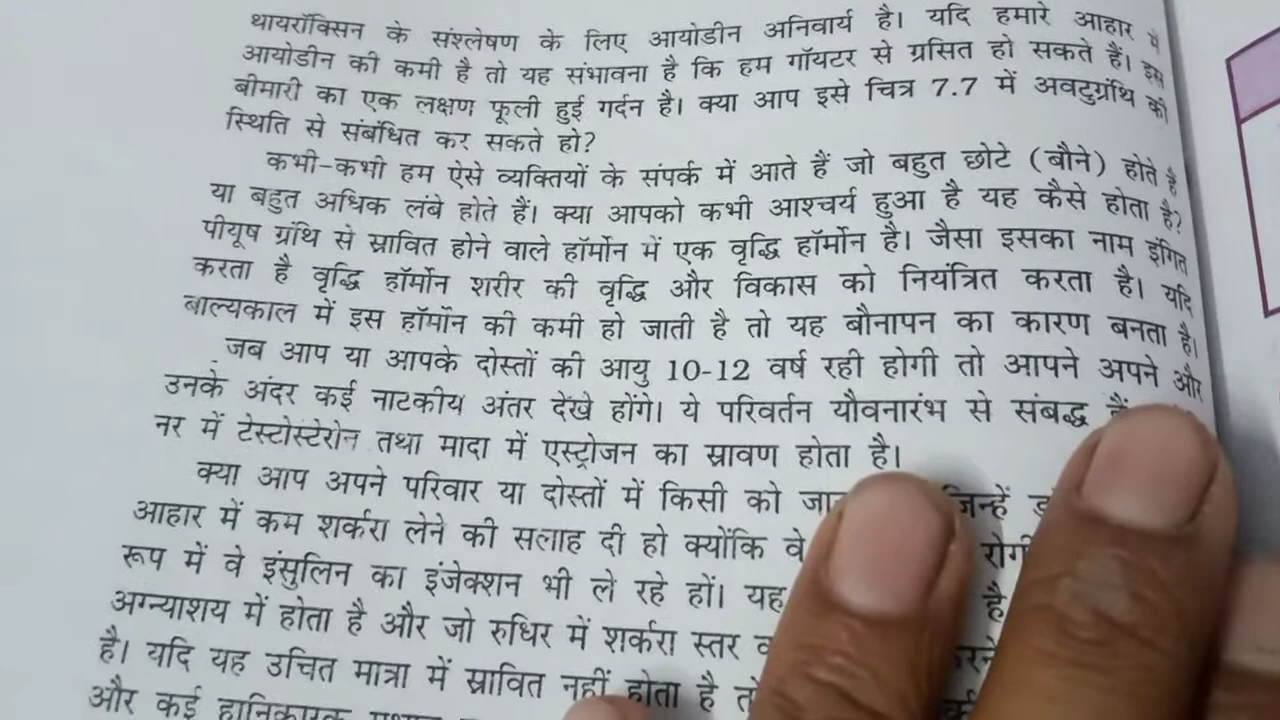 थायरॉक्सिन के संश्लेषण के लिए आयोडीन अनिवार्य है। यदि हमारे आहार में
आयोडीन की कमी है तो यह संभावना है कि हम गॉयटर से ग्रसित हो सकते हैं। इस
बीमारी का एक लक्षण फूली हुई गर्दन है। क्या आप इसे चित्र 7.7 में अवटुग्रंथि की
स्थिति से संबंधित कर सकते हो?
कभी-कभी हम ऐसे व्यक्तियों के संपर्क में आते हैं जो बहुत छोटे (बौने) होते हैं
या बहुत अधिक लंबे होते हैं। क्या आपको कभी आश्चर्य हुआ है यह कैसे होता है?
पीयूष ग्रंथि से स्रावित होने वाले हॉर्मोन में एक वृद्धि हॉर्मोन है। जैसा इसका नाम इंगित
करता है वृद्धि हॉर्मोन शरीर की वृद्धि और विकास को नियंत्रित करता है। यदि
बाल्यकाल में इस हॉर्मोन की कमी हो जाती है तो यह बौनापन का कारण बनता है।
जब आप या आपके दोस्तों की आयु 10-12 वर्ष रही होगी तो आपने अपने और
उनके अंदर कई नाटकीय अंतर देखे होंगे। ये परिवर्तन यौवनारंभ से संबद्ध
नर में टेस्टोस्टेरोन तथा मादा में एस्ट्रोजन का स्रावण होता है।
क्या आप अपने परिवार या दोस्तों में किसी को जिन्हें
आहार में कम शर्करा लेने की सलाह दी हो क्योंकि वे
रूप में वे इंसुलिन का इंजेक्शन भी ले रहे हों। यह है
अग्न्याशय में होता है और जो रुधिर में शर्करा स्तर
है। यदि यह उचित मात्रा में स्रावित नहीं होता है
और कई हानिकारक